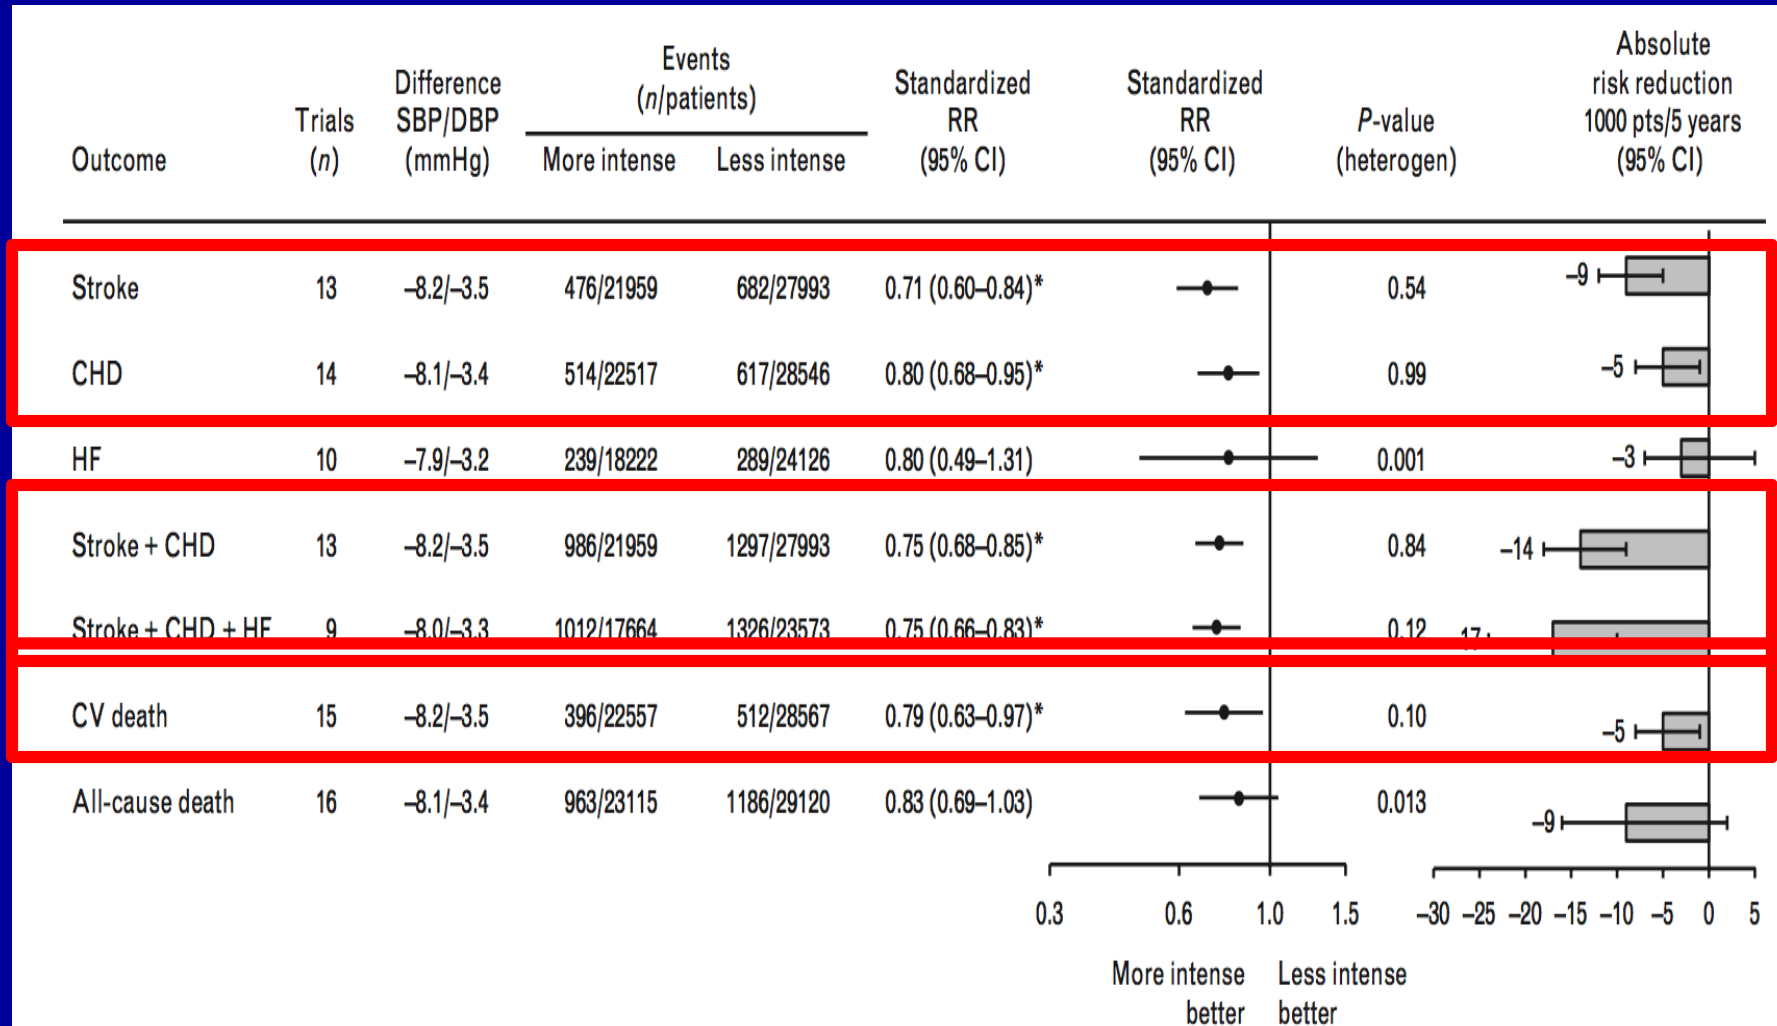 Outcome Trials (n) Difference SBP/DBP (mmHg) Events (n/patients) More intense Less intense Standardized RR (95% CI) Standardized RR (95% CI) P-value (heterogen) Absolute risk reduction 1000 pts/5 years (95% CI)
Stroke 13 –8.2/–3.5 476/21959 682/27993 0.71 (0.60–0.84)* 0.54 –9
CHD 14 –8.1/–3.4 514/22517 617/28546 0.80 (0.68–0.95)* 0.99 –5
HF 10 –7.9/–3.2 239/18222 289/24126 0.80 (0.49–1.31) 0.001 –3
Stroke + CHD 13 –8.2/–3.5 986/21959 1297/27993 0.75 (0.68–0.85)* 0.84 –14
Stroke + CHD + HF 9 –8.0/–3.3 1012/17664 1326/23573 0.75 (0.66–0.83)* 0.12 –17
CV death 15 –8.2/–3.5 396/22557 512/28567 0.79 (0.63–0.97)* 0.10 –5
All-cause death 16 –8.1/–3.4 963/23115 1186/29120 0.83 (0.69–1.03) 0.013 –9
0.3 0.6 1.0 1.5 –30 –25 –20 –15 –10 –5 0 5
More intense better Less intense better